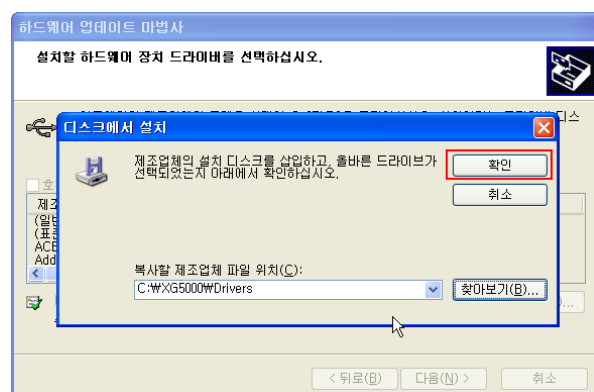 하드웨어 업데이트 마법사
설치할 하드웨어 장치 드라이버를 선택하십시오.
디스
디스크에서 설치
제조업체의 설치 디스크를 삽입하고, 올바른 드라이브가
선택되었는지 아래에서 확인하십시오.
확인
취소
호
제조
(일반
(표준
ACE
Add
복사할 제조업체 파일 위치(C):
C:₩XG5000₩Drivers
찾아보기(B)...
< 뒤로(B)
다음(N) >
취소